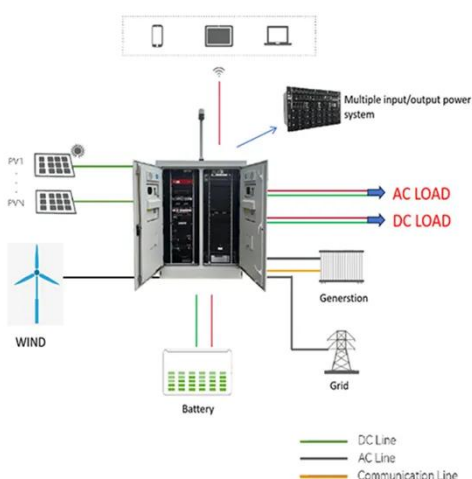 Multiple input/output power
system
PV1
PVN
AC LOAD
DC LOAD
WIND
Generstion
Grid
Battery
DC Line
AC Line
Communication Line